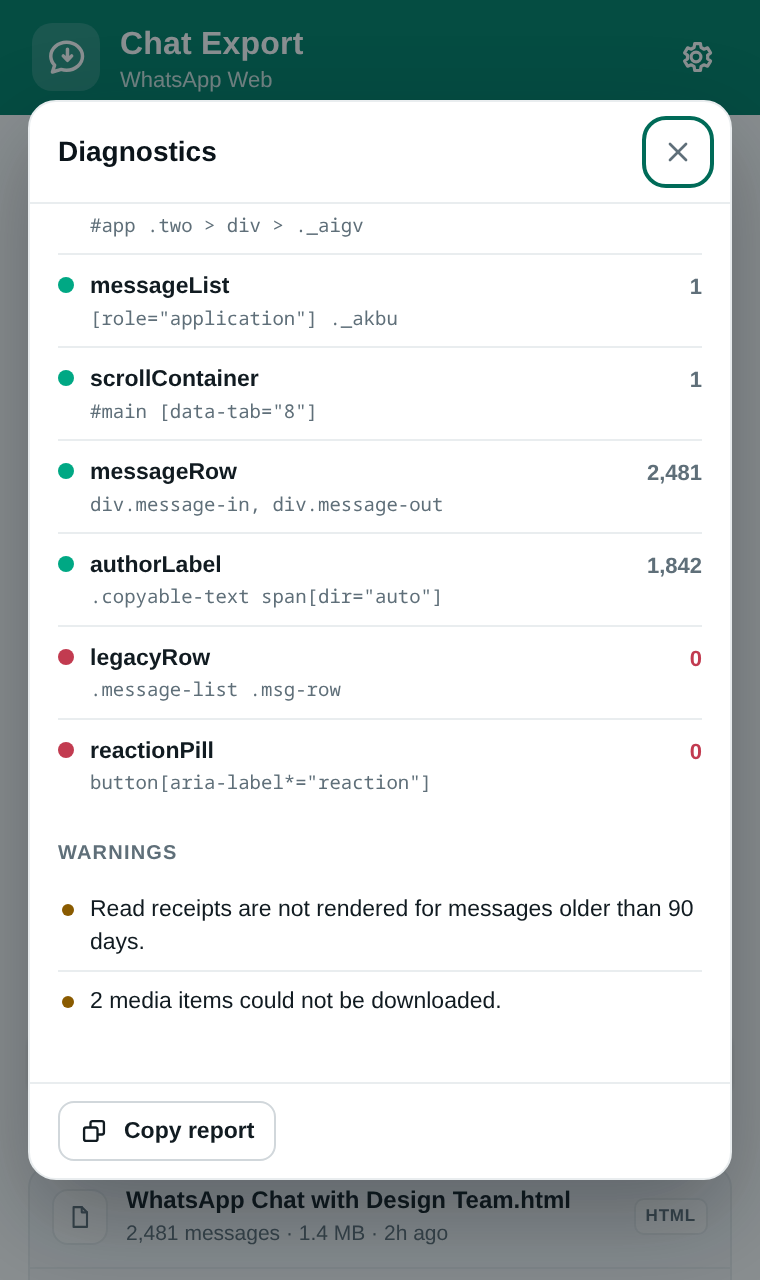 Chat Export
WhatsApp Web
Diagnostics
#app .two > div > ._aigv
messageList 1
[role="application"] ._akbu
scrollContainer 1
#main [data-tab="8"]
messageRow 2,481
div.message-in, div.message-out
authorLabel 1,842
.copyable-text span[dir="auto"]
legacyRow 0
.message-list .msg-row
reactionPill 0
button[aria-label*="reaction"]
WARNINGS
Read receipts are not rendered for messages older than 90
days.
2 media items could not be downloaded.
Copy report
WhatsApp Chat with Design Team.html
2,481 messages · 1.4 MB · 2h ago
HTML